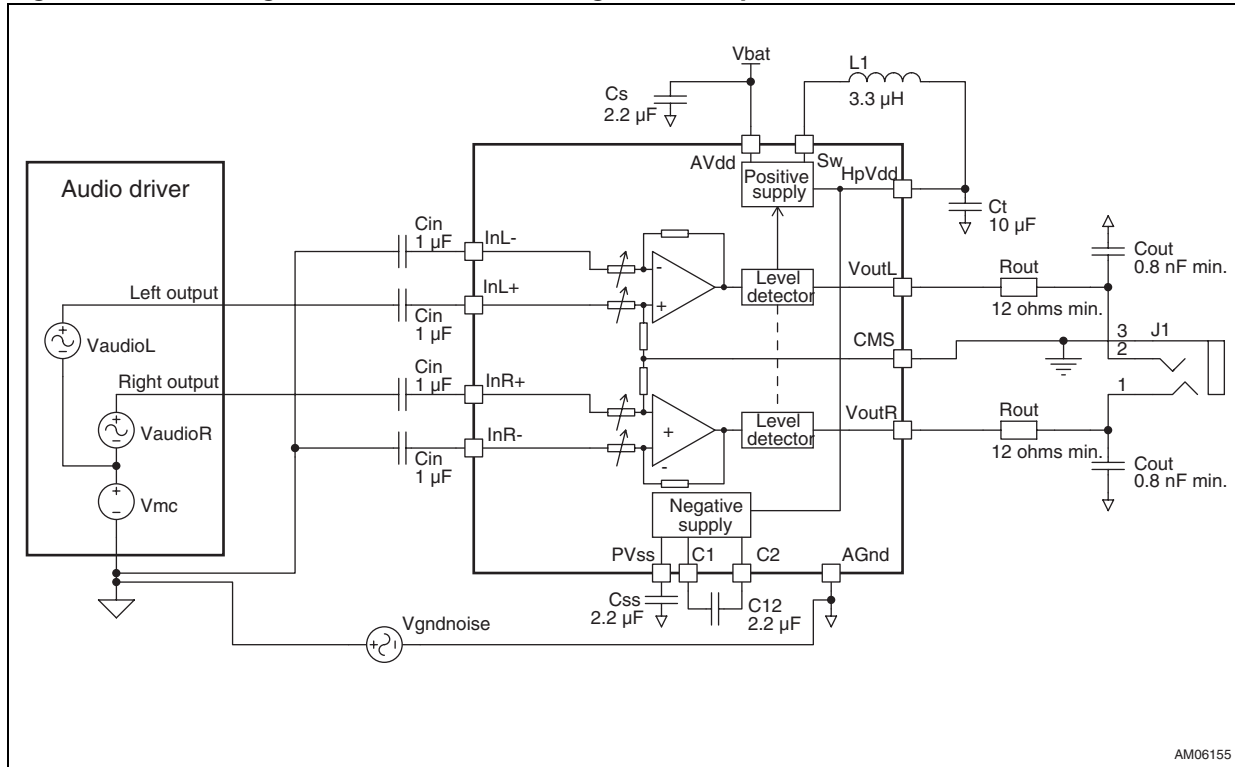 Vbat
L1
3.3 µH
Cs
2.2 µF
AVdd
Sw
HpVdd
Positive
supply
Ct
10 µF
Audio driver
Cin
1 µF
InL-
-
Cout
0.8 nF min.
VoutL
Rout
Level
detector
12 ohms min.
Left output
InL+
+
Cin
1 µF
VaudioL
+
-
CMS
3
J1
2
Right output
Cin
1 µF
InR+
1
VaudioR
+
-
Level
detector
VoutR
Rout
12 ohms min.
InR-
+
-
Cin
1 µF
Cout
0.8 nF min.
Vmc
+
-
Negative
supply
PVss
C1
C2
AGnd
Css
2.2 µF
C12
2.2 µF
Vgndnoise
+
-
AM06155